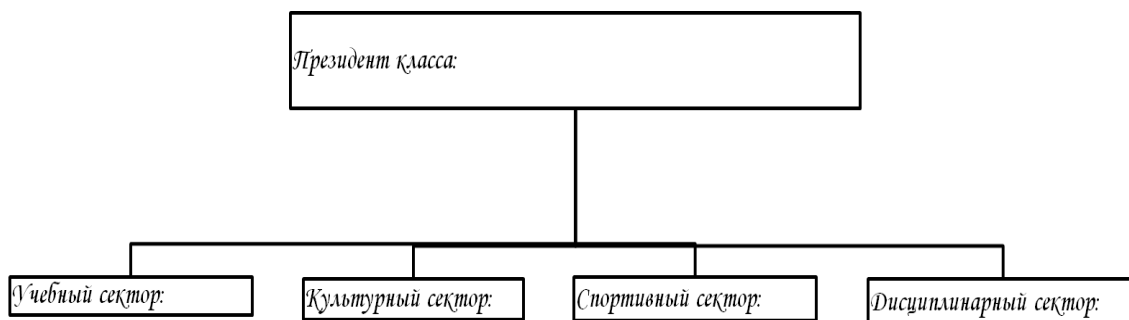 Президент класса:
Учебный сектор:
Культурный сектор:
Спортивный сектор:
Дисциплинарный сектор: